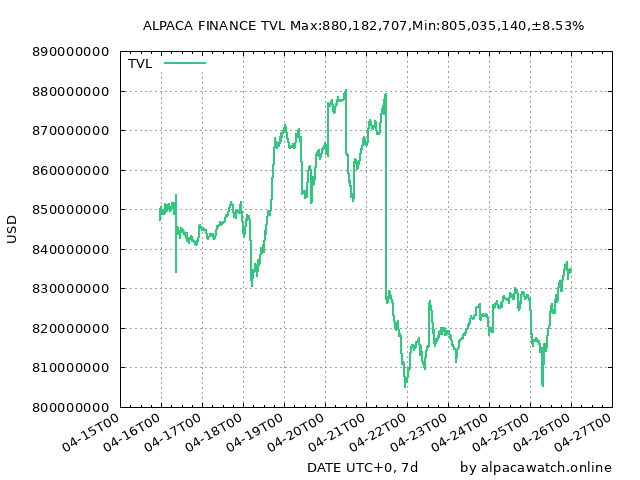 ALPACA FINANCE TVL Max:880,182,707,Min:805,035,140,±8.53%
TVL
890000000
880000000
870000000
860000000
850000000
840000000
830000000
820000000
810000000
800000000
USD
04-15T00
04-16T00
04-17T00
04-18T00
04-19T00
04-20T00
04-21T00
04-22T00
04-23T00
04-24T00
04-25T00
04-26T00
04-27T00
DATE UTC+0, 7d
by alpacawatch.online